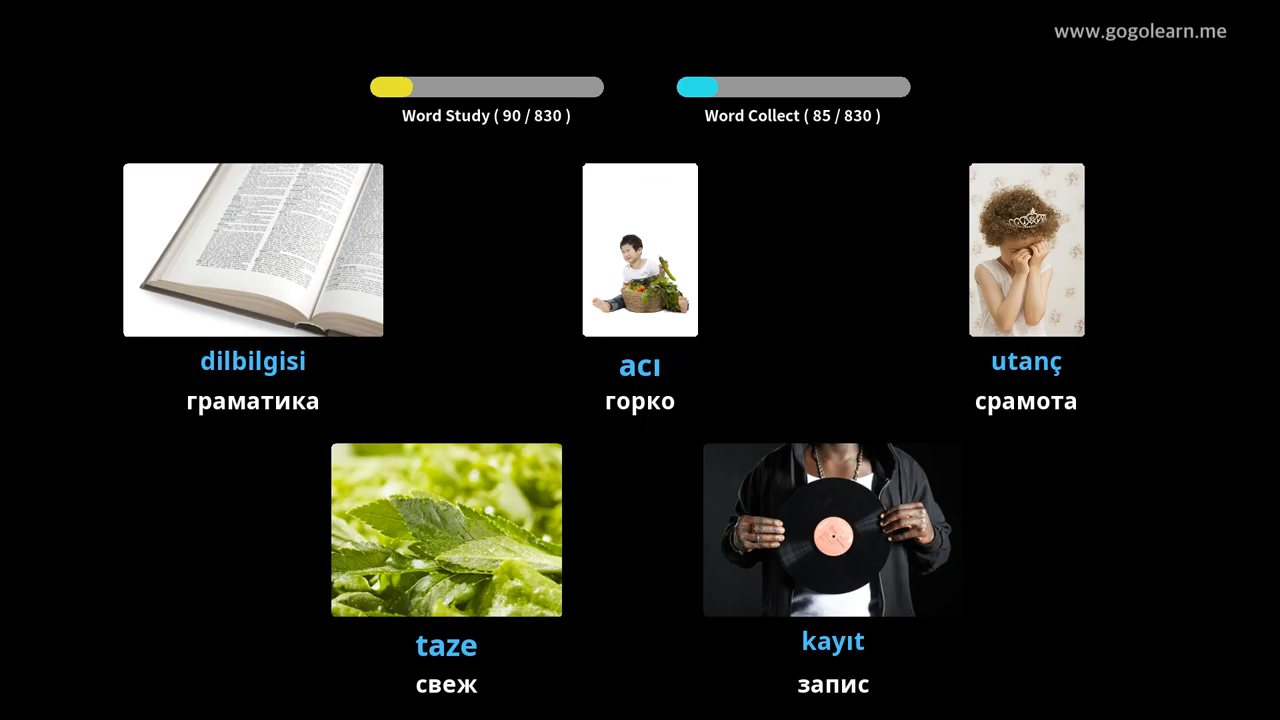 www.gogolearn.me
Word Study ( 90 / 830 )
Word Collect ( 85 / 830 )
dilbilgisi
граматика
acı
горко
utanç
срамота
taze
свеж
kayıt
запис